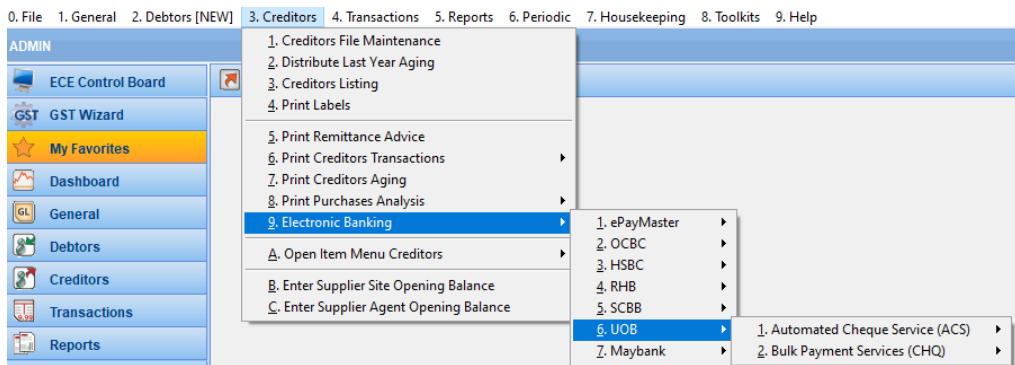 0. File 1. General 2. Debtors [NEW] 3. Creditors 4. Transactions 5. Reports 6. Periodic 7. Housekeeping 8. Toolkits 9. Help
ADMIN
ECE Control Board
GST GST Wizard
My Favorites
Dashboard
GL General
Debtors
Creditors
Transactions
Reports
1. Creditors File Maintenance
2. Distribute Last Year Aging
3. Creditors Listing
4. Print Labels
5. Print Remittance Advice
6. Print Creditors Transactions
7. Print Creditors Aging
8. Print Purchases Analysis
9. Electronic Banking
A. Open Item Menu Creditors
B. Enter Supplier Site Opening Balance
C. Enter Supplier Agent Opening Balance
1. ePayMaster
2. OCBC
3. HSBC
4. RHB
5. SCBB
6. UOB
7. Maybank
1. Automated Cheque Service (ACS)
2. Bulk Payment Services (CHQ)